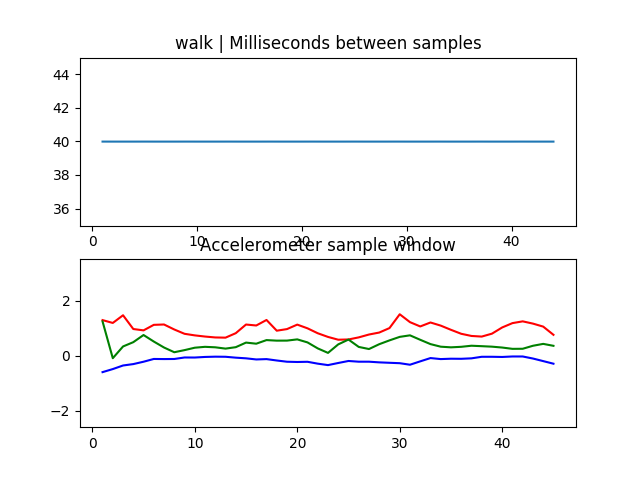 walk | Milliseconds between samples
44
42
40
38
36
0 10 20 30 40
Accelerometer sample window
2
0
−2
0 10 20 30 40